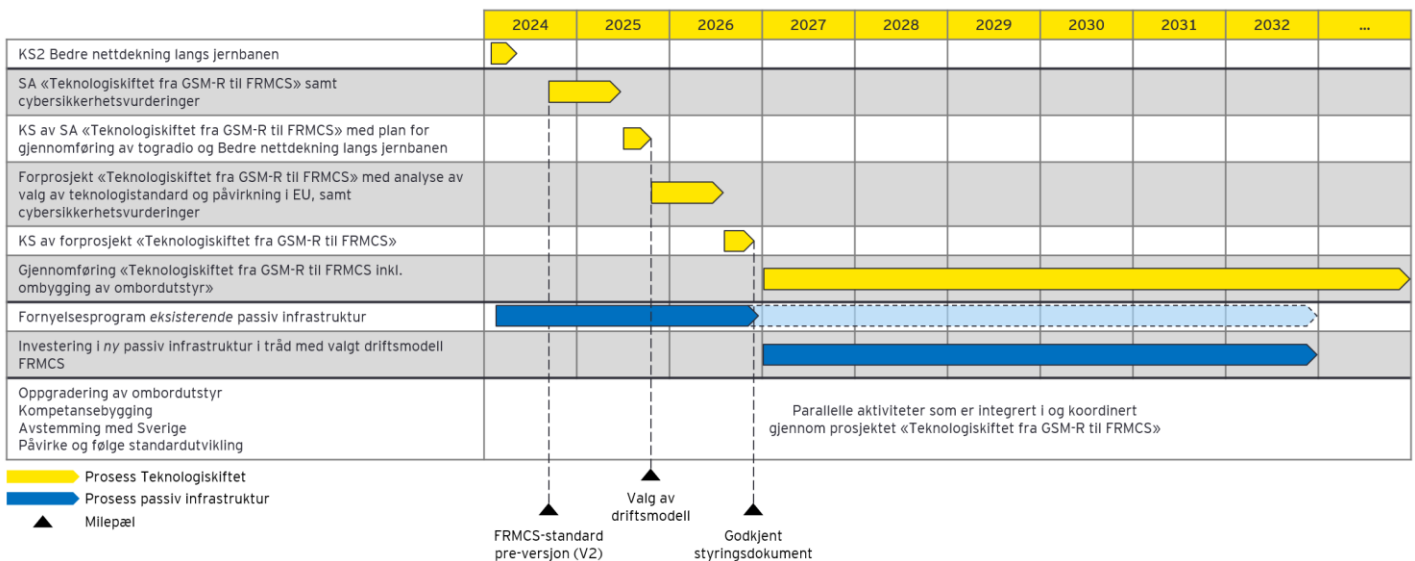 2024 2025 2026 2027 2028 2029 2030 2031 2032 ...
KS2 Bedre nettdekning langs jernbanen
SA «Teknologiskiftet fra GSM-R til FRMCS» samt
cybersikkerhetsvurderinger
KS av SA «Teknologiskiftet fra GSM-R til FRMCS» med plan for
gjennomføring av togradio og Bedre nettdekning langs jernbanen
Forprosjekt «Teknologiskiftet fra GSM-R til FRMCS» med analyse av
valg av teknologistandard og påvirkning i EU, samt
cybersikkerhetsvurderinger
KS av forprosjekt «Teknologiskiftet fra GSM-R til FRMCS»
Gjennomføring «Teknologiskiftet fra GSM-R til FRMCS inkl.
ombygging av ombordutstyr»
Fornyelsesprogram eksisterende passiv infrastruktur
Investering i ny passiv infrastruktur i tråd med valgt driftsmodell
FRMCS
Oppgradering av ombordutstyr
Kompetansebygging
Avstemming med Sverige
Påvirke og følge standardutvikling
Parallelle aktiviteter som er integrert i og koordinert
gjennom prosjektet «Teknologiskiftet fra GSM-R til FRMCS»
Prosess Teknologiskiftet
Prosess passiv infrastruktur
Milepæl
FRMCS-standard
pre-versjon (V2)
Valg av
driftsmodell
Godkjent
styringsdokument